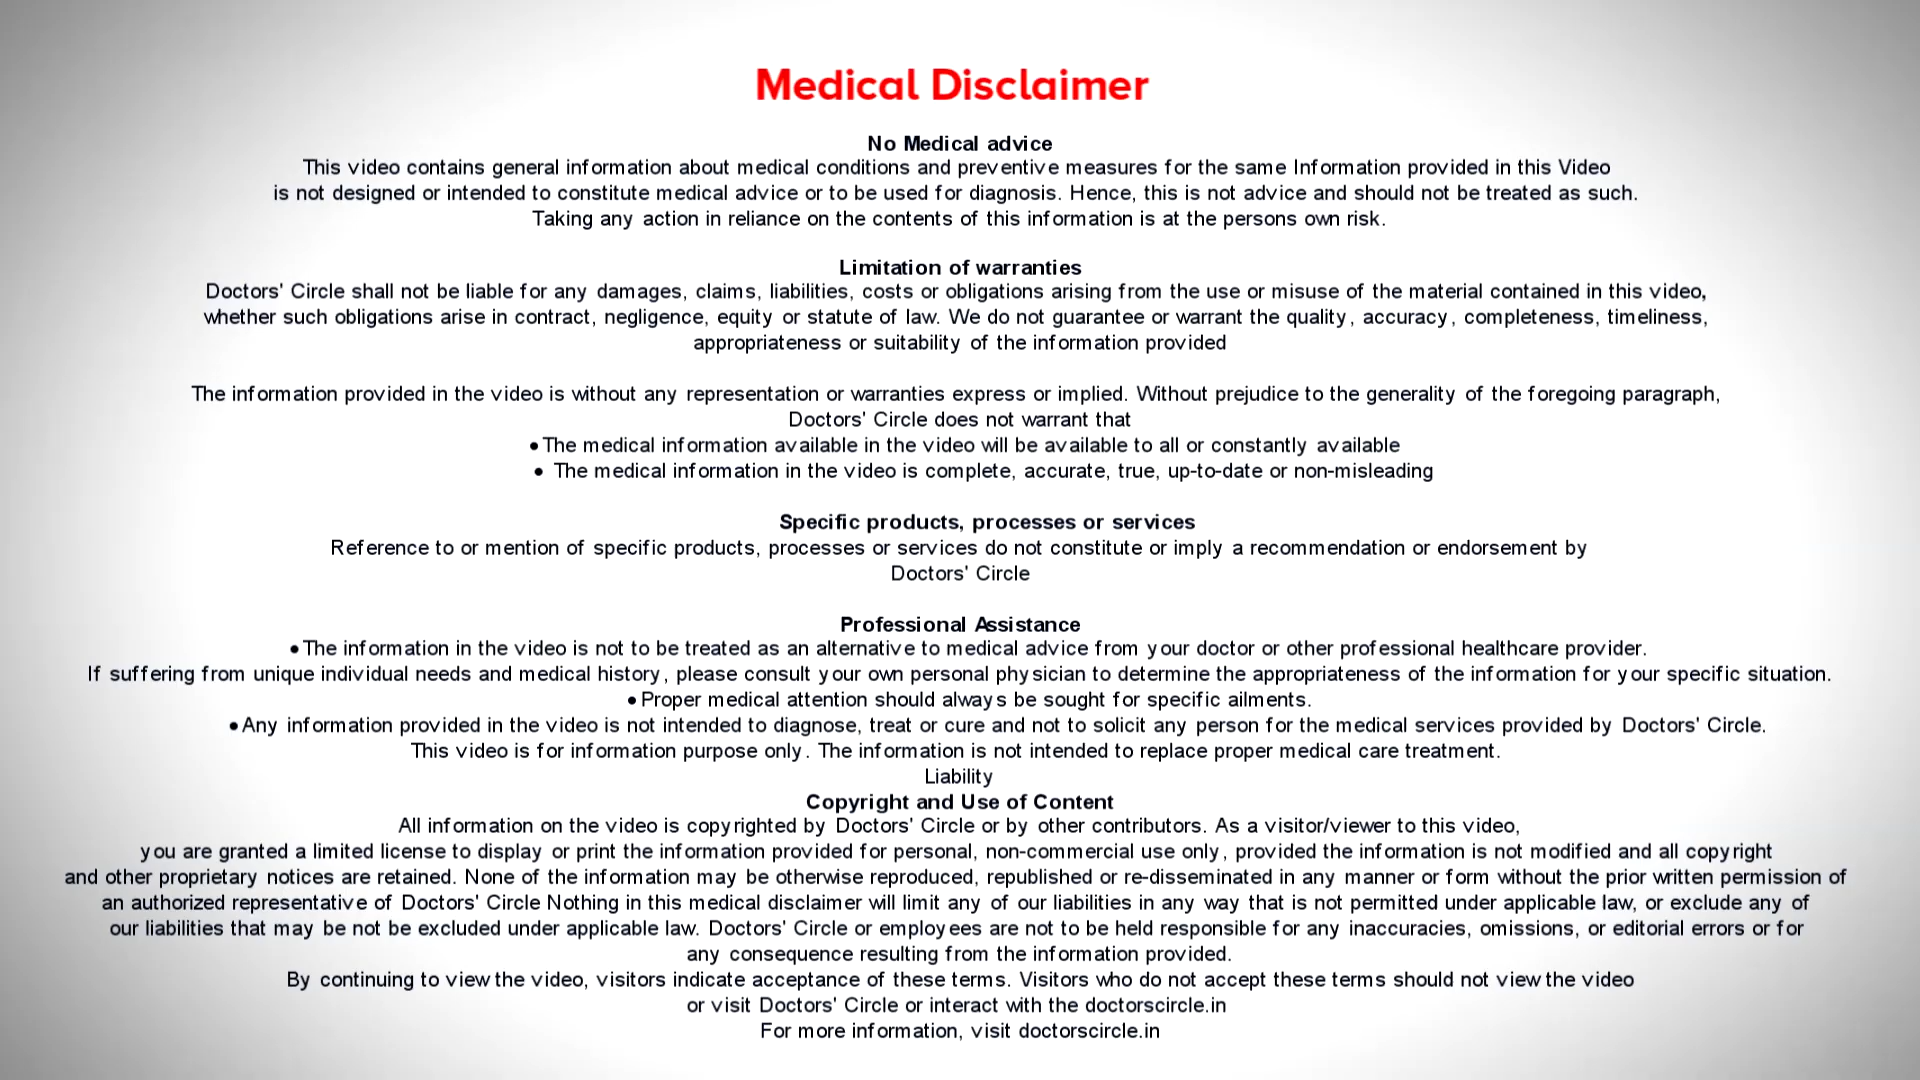 Medical Disclaimer
No Medical advice
This video contains general information about medical conditions and preventive measures for the same Information provided in this Video
is not designed or intended to constitute medical advice or to be used for diagnosis. Hence, this is not advice and should not be treated as such.
Taking any action in reliance on the contents of this information is at the persons own risk.
Limitation of warranties
Doctors' Circle shall not be liable for any damages, claims, liabilities, costs or obligations arising from the use or misuse of the material contained in this video,
whether such obligations arise in contract, negligence, equity or statute of law. We do not guarantee or warrant the quality, accuracy, completeness, timeliness,
appropriateness or suitability of the information provided
The information provided in the video is without any representation or warranties express or implied. Without prejudice to the generality of the foregoing paragraph,
Doctors' Circle does not warrant that
• The medical information available in the video will be available to all or constantly available
• The medical information in the video is complete, accurate, true, up-to-date or non-misleading
Specific products, processes or services
Reference to or mention of specific products, processes or services do not constitute or imply a recommendation or endorsement by
Doctors' Circle
Professional Assistance
• The information in the video is not to be treated as an alternative to medical advice from your doctor or other professional healthcare provider.
If suffering from unique individual needs and medical history, please consult your own personal physician to determine the appropriateness of the information for your specific situation.
• Proper medical attention should always be sought for specific ailments.
• Any information provided in the video is not intended to diagnose, treat or cure and not to solicit any person for the medical services provided by Doctors' Circle.
This video is for information purpose only. The information is not intended to replace proper medical care treatment.
Liability
Copyright and Use of Content
All information on the video is copyrighted by Doctors' Circle or by other contributors. As a visitor/viewer to this video,
you are granted a limited license to display or print the information provided for personal, non-commercial use only, provided the information is not modified and all copyright
and other proprietary notices are retained. None of the information may be otherwise reproduced, republished or re-disseminated in any manner or form without the prior written permission of
an authorized representative of Doctors' Circle Nothing in this medical disclaimer will limit any of our liabilities in any way that is not permitted under applicable law, or exclude any of
our liabilities that may be not be excluded under applicable law. Doctors' Circle or employees are not to be held responsible for any inaccuracies, omissions, or editorial errors or for
any consequence resulting from the information provided.
By continuing to view the video, visitors indicate acceptance of these terms. Visitors who do not accept these terms should not view the video
or visit Doctors' Circle or interact with the doctorscircle.in
For more information, visit doctorscircle.in